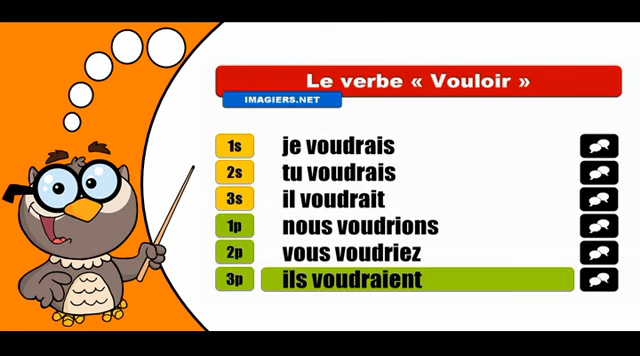 Le verbe « Vouloir »
IMAGIERS.NET
1s je voudrais
2s tu voudrais
3s il voudrait
1p nous voudrions
2p vous voudriez
3p ils voudraient